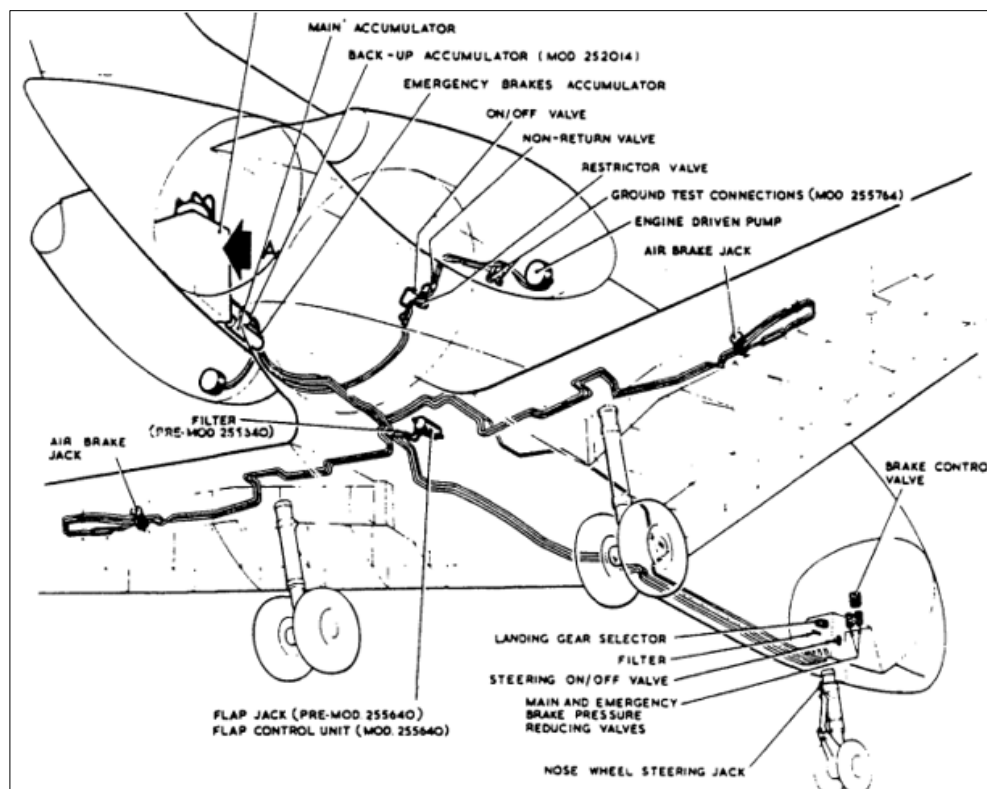 MAIN ACCUMULATOR
BACK-UP ACCUMULATOR (MOD 252014)
EMERGENCY BRAKES ACCUMULATOR
ON/OFF VALVE
NON-RETURN VALVE
RESTRICTOR VALVE
GROUND TEST CONNECTIONS (MOD 255764)
ENGINE DRIVEN PUMP
AIR BRAKE JACK
A
FILTER
(PRE-MOD 255340)
AIR BRAKE
JACK
BRAKE CONTROL
VALVE
LANDING GEAR SELECTOR
FILTER
STEERING ON/OFF VALVE
MAIN AND EMERGENCY
BRAKE PRESSURE
REDUCING VALVES
FLAP JACK (PRE-MOD. 255640)
FLAP CONTROL UNIT (MOD. 255640)
NOSE WHEEL STEERING JACK